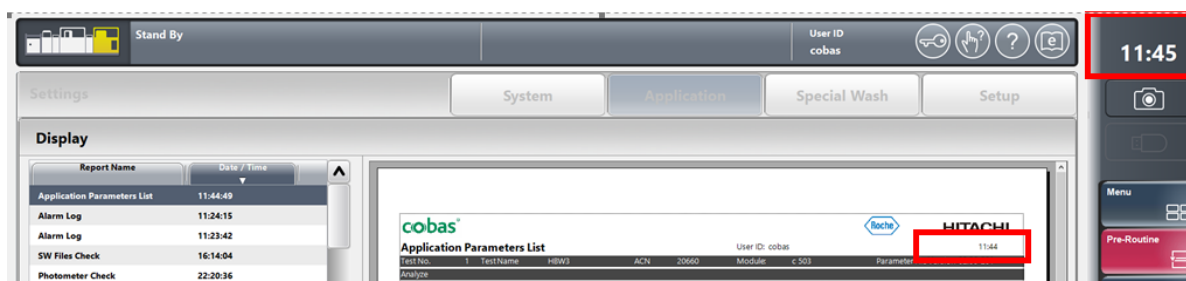 Stand By
User ID
cobas
11:45
Settings
System
Application
Special Wash
Setup
Display
Report Name
Date / Time
Application Parameters List 11:44:49
Alarm Log 11:24:15
Alarm Log 11:23:42
SW Files Check 16:14:04
Photometer Check 22:20:36
cobas
Roche
HITACHI
Application Parameters List User ID: cobas 11:44
Test No. 1 TestName HBW3 ACN 20660 Module: c 503 Parameter
Analyze
Menu
Pre-Routine